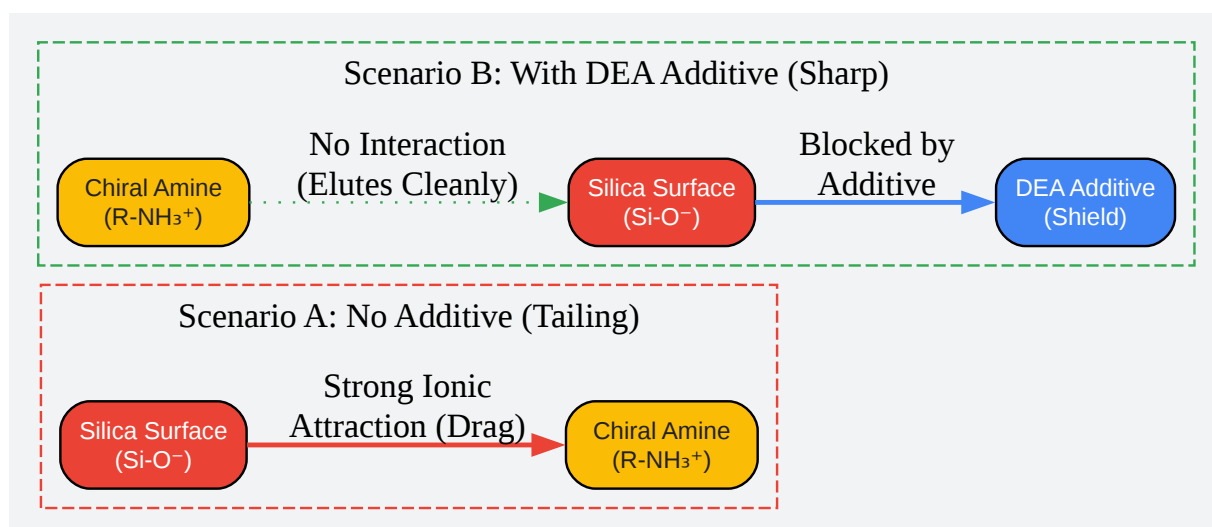 Scenario B: With DEA Additive (Sharp)
No Interaction
(Elutes Cleanly)
Blocked by
Additive
Chiral Amine
(R-NH₃⁺)
Silica Surface
(Si-O⁻)
DEA Additive
(Shield)
Scenario A: No Additive (Tailing)
Strong Ionic
Attraction (Drag)
Silica Surface
(Si-O⁻)
Chiral Amine
(R-NH₃⁺)